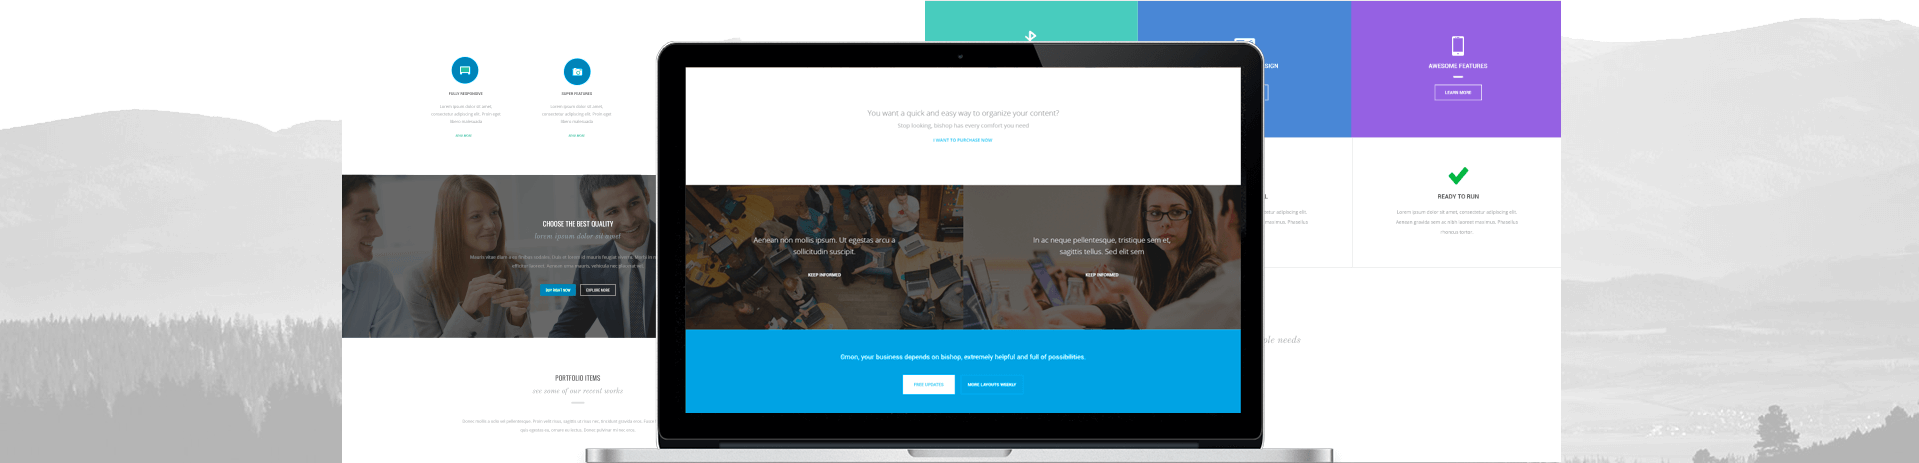 FULLY RESPONSIVE
Lorem ipsum dolor sit amet,
consectetur adipiscing elit. Proin eget
libero malesuada
SUPER FEATURES
Lorem ipsum dolor sit amet,
consectetur adipiscing elit. Proin eget
libero malesuada
CHOOSE THE BEST QUALITY
lorem ipsum dolor sit amet
BUY RIGHT NOW
EXPLORE MORE
PORTFOLIO ITEMS
see some of our recent works
You want a quick and easy way to organize your content?
Stop looking, bishop has every comfort you need
I WANT TO PURCHASE NOW
Aenean non mollis ipsum. Ut egestas arcu a
sollicitudin suscipit.
KEEP INFORMED
In ac neque pellentesque, tristique sem et,
sagittis tellus. Sed elit sem
KEEP INFORMED
Gmon, your business depends on bishop, extremely helpful and full of possibilities.
FREE UPDATES
MORE LAYOUTS WEEKLY
AWESOME FEATURES
LEARN MORE
READY TO RUN
Lorem ipsum dolor sit amet, consectetur adipiscing elit.
Aenean gravida sem ac nibh laoreet maximus. Phasellus
rhoncus tortor.
needs